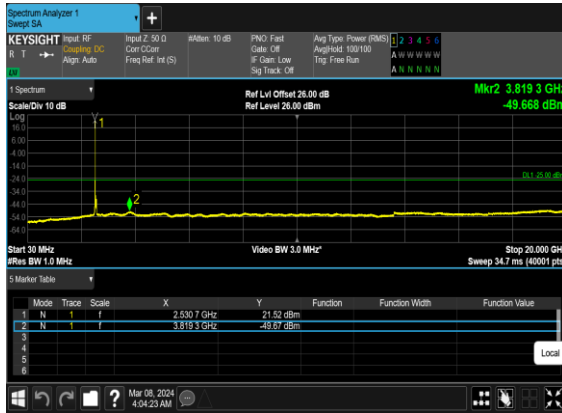 Spectrum Analyzer 1
Swept SA
+
KEYSIGHT Input: RF Input Z: 50 Ω #Atten: 10 dB PNO: Fast Avg Type: Power (RMS) 1 2 3 4 5 6
R T Coupling: DC Corr CCorr Gate: Off Avg|Hold: 100/100 A W W W W W
Align: Auto Freq Ref: Int (S) IF Gain: Low Trig: Free Run
Sig Track: Off A N N N N N
1 Spectrum Ref Lvl Offset 26.00 dB Mkr2 3.819 3 GHz
Scale/Div 10 dB Ref Level 26.00 dBm -49.668 dBm
Log
16.0
6.00
-4.00
-14.0
-24.0 DL1 -25.00 dBm
-34.0
-44.0
-54.0
-64.0
1
2
Start 30 MHz Video BW 3.0 MHz* Stop 20.000 GHz
#Res BW 1.0 MHz Sweep 34.7 ms (40001 pts)
5 Marker Table
Mode Trace Scale X Y Function Function Width Function Value
1 N 1 f 2.530 7 GHz 21.52 dBm
2 N 1 f 3.819 3 GHz -49.67 dBm
3
4
5
6
Local
? Mar 08, 2024
4:04:23 AM